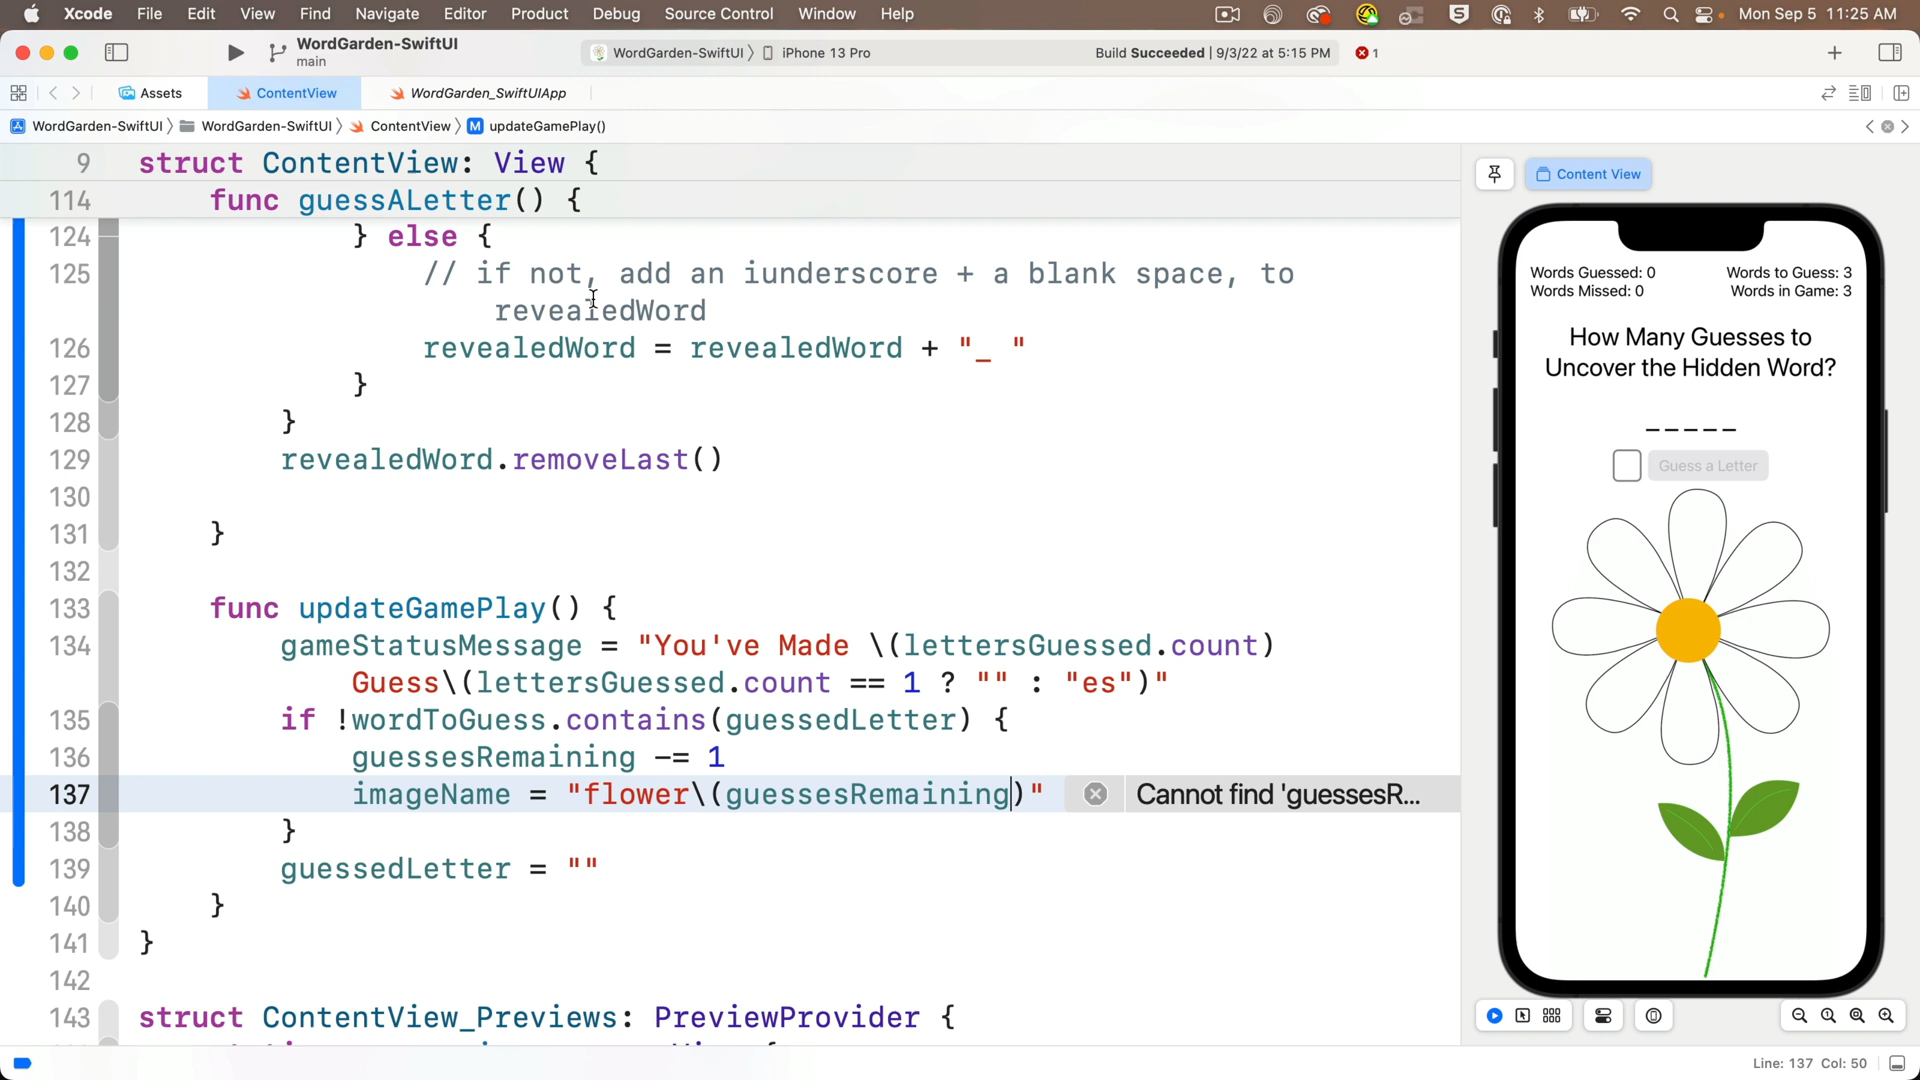 Xcode File Edit View Find Navigate Editor Product Debug Source Control Window Help Mon Sep 5 11:25 AM
WordGarden-SwiftUI
main
WordGarden-SwiftUI iPhone 13 Pro Build Succeeded | 9/3/22 at 5:15 PM 1
Assets ContentView WordGarden_SwiftUIApp
WordGarden-SwiftUI WordGarden-SwiftUI ContentView M updateGamePlay()
9 struct ContentView: View {
114 func guessALetter() {
124 } else {
125 // if not, add an iunderscore + a blank space, to
revealedWord
126 revealedWord = revealedWord + "_ "
127 }
128 }
129 revealedWord.removeLast()
130
131 }
132
133 func updateGamePlay() {
134 gameStatusMessage = "You've Made \(lettersGuessed.count)
Guess\(lettersGuessed.count == 1 ? "" : "es")"
135 if !wordToGuess.contains(guessedLetter) {
136 guessesRemaining -= 1
137 imageName = "flower\(guessesRemaining)" Cannot find 'guessesR...
138 }
139 guessedLetter = ""
140 }
141 }
142
143 struct ContentView_Previews: PreviewProvider {
Content View
Words Guessed: 0 Words to Guess: 3
Words Missed: 0 Words in Game: 3
How Many Guesses to
Uncover the Hidden Word?
_ _ _ _ _
Guess a Letter
Line: 137 Col: 50